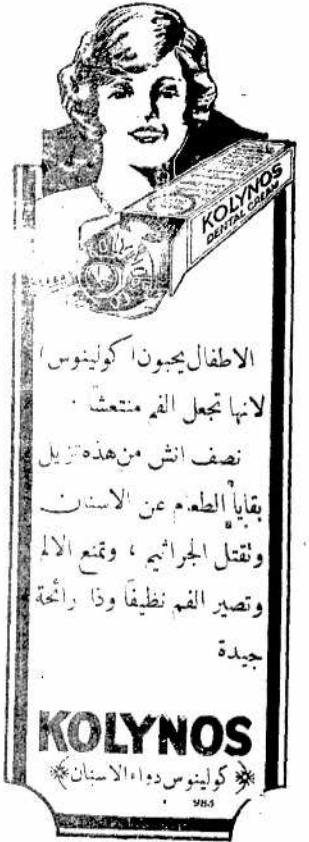 KOLYNOS
DENTAL CREAM
الاطفال يحبون ا كولينوس ا
لانها تجعل الفم منتعشا .
نصف انش من هذه تزيل
بقايا الطعام عن الاسنان
وتقتل الجراثيم ، وتمنع الالم
وتصير الفم نظيفاً وذا رائحة
جيدة
KOLYNOS
كولينوس دواء الاسنان